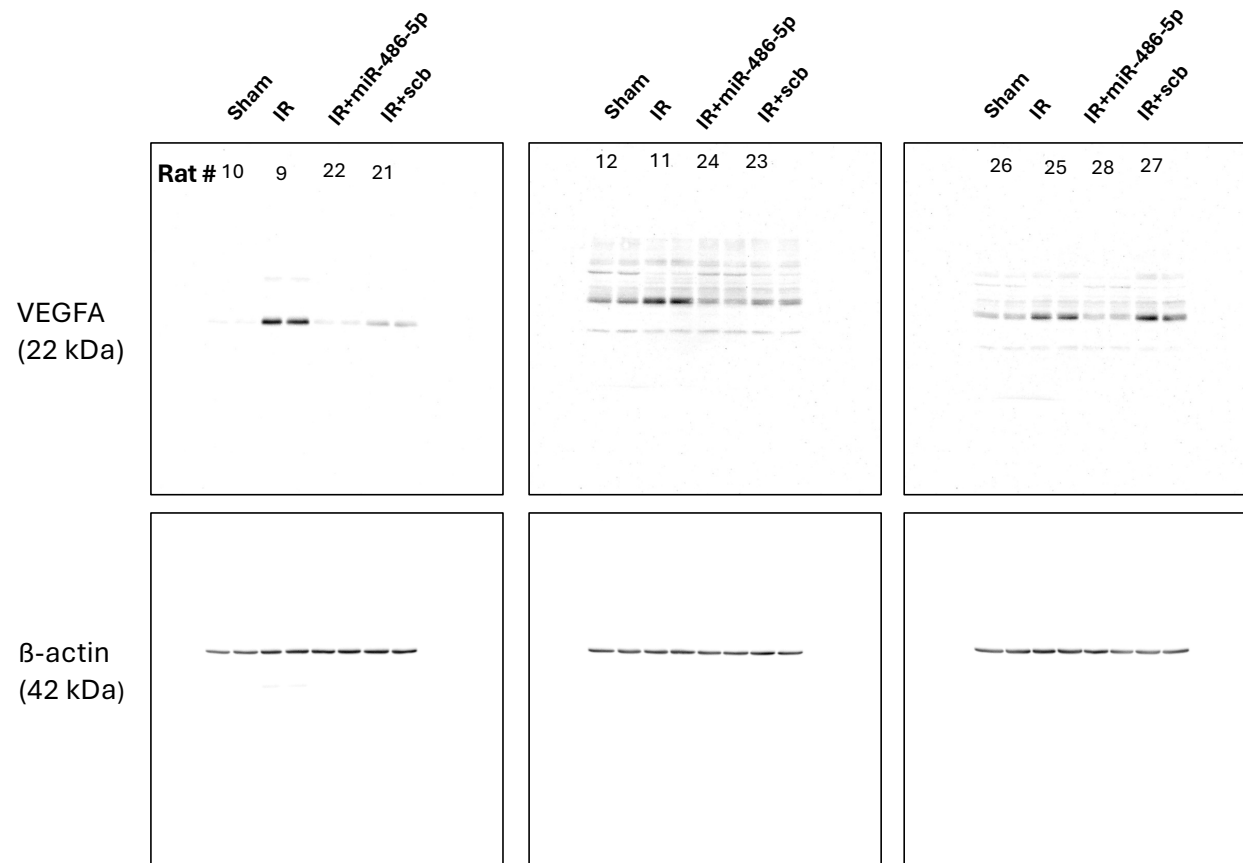 Sham IR IR+miR-486-5p IR+scb
Sham IR IR+miR-486-5p IR+scb
Sham IR IR+miR-486-5p IR+scb
Rat # 10 9 22 21
12 11 24 23
26 25 28 27
VEGFA
(22 kDa)
ß-actin
(42 kDa)